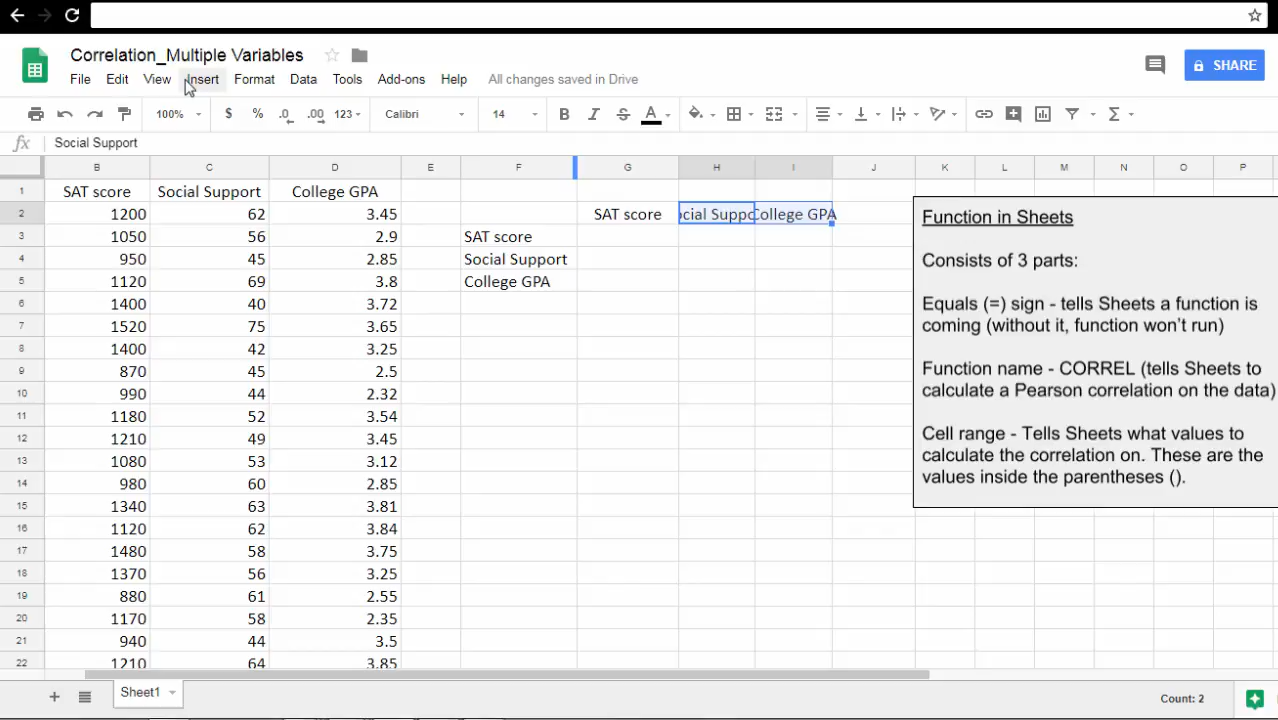 Correlation_Multiple Variables
File Edit View Insert Format Data Tools Add-ons Help All changes saved in Drive
SHARE
100% $ % .0 .00 123 Calibri 14 B I S A Σ
fx Social Support
B C D E F G H I J K L M N O P
1 SAT score Social Support College GPA
2 1200 62 3.45 SAT score ocial Suppo College GPA
3 1050 56 2.9 SAT score
4 950 45 2.85 Social Support
5 1120 69 3.8 College GPA
6 1400 40 3.72
7 1520 75 3.65
8 1400 42 3.25
9 870 45 2.5
10 990 44 2.32
11 1180 52 3.54
12 1210 49 3.45
13 1080 53 3.12
14 980 60 2.85
15 1340 63 3.81
16 1120 62 3.84
17 1480 58 3.75
18 1370 56 3.25
19 880 61 2.55
20 1170 58 2.35
21 940 44 3.5
22 1210 64 3.85
Function in Sheets
Consists of 3 parts:
Equals (=) sign - tells Sheets a function is
coming (without it, function won't run)
Function name - CORREL (tells Sheets to
calculate a Pearson correlation on the data)
Cell range - Tells Sheets what values to
calculate the correlation on. These are the
values inside the parentheses ().
+ Sheet1 Count: 2